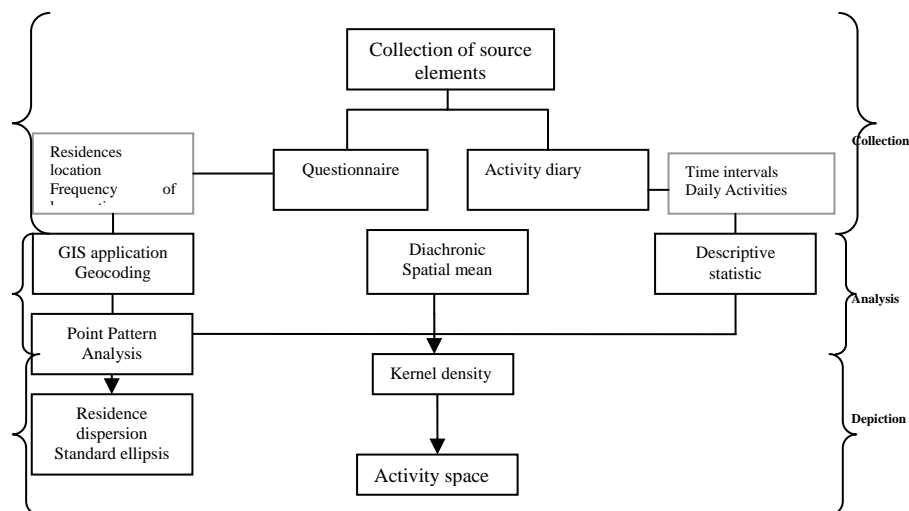 Collection of source
elements
Collection
Residences
location
Frequency of
Questionnaire
Activity diary
Time intervals
Daily Activities
GIS application
Geocoding
Diachronic
Spatial mean
Descriptive
statistic
Analysis
Point Pattern
Analysis
Kernel density
Residence
dispersion
Standard ellipsis
Depiction
Activity space